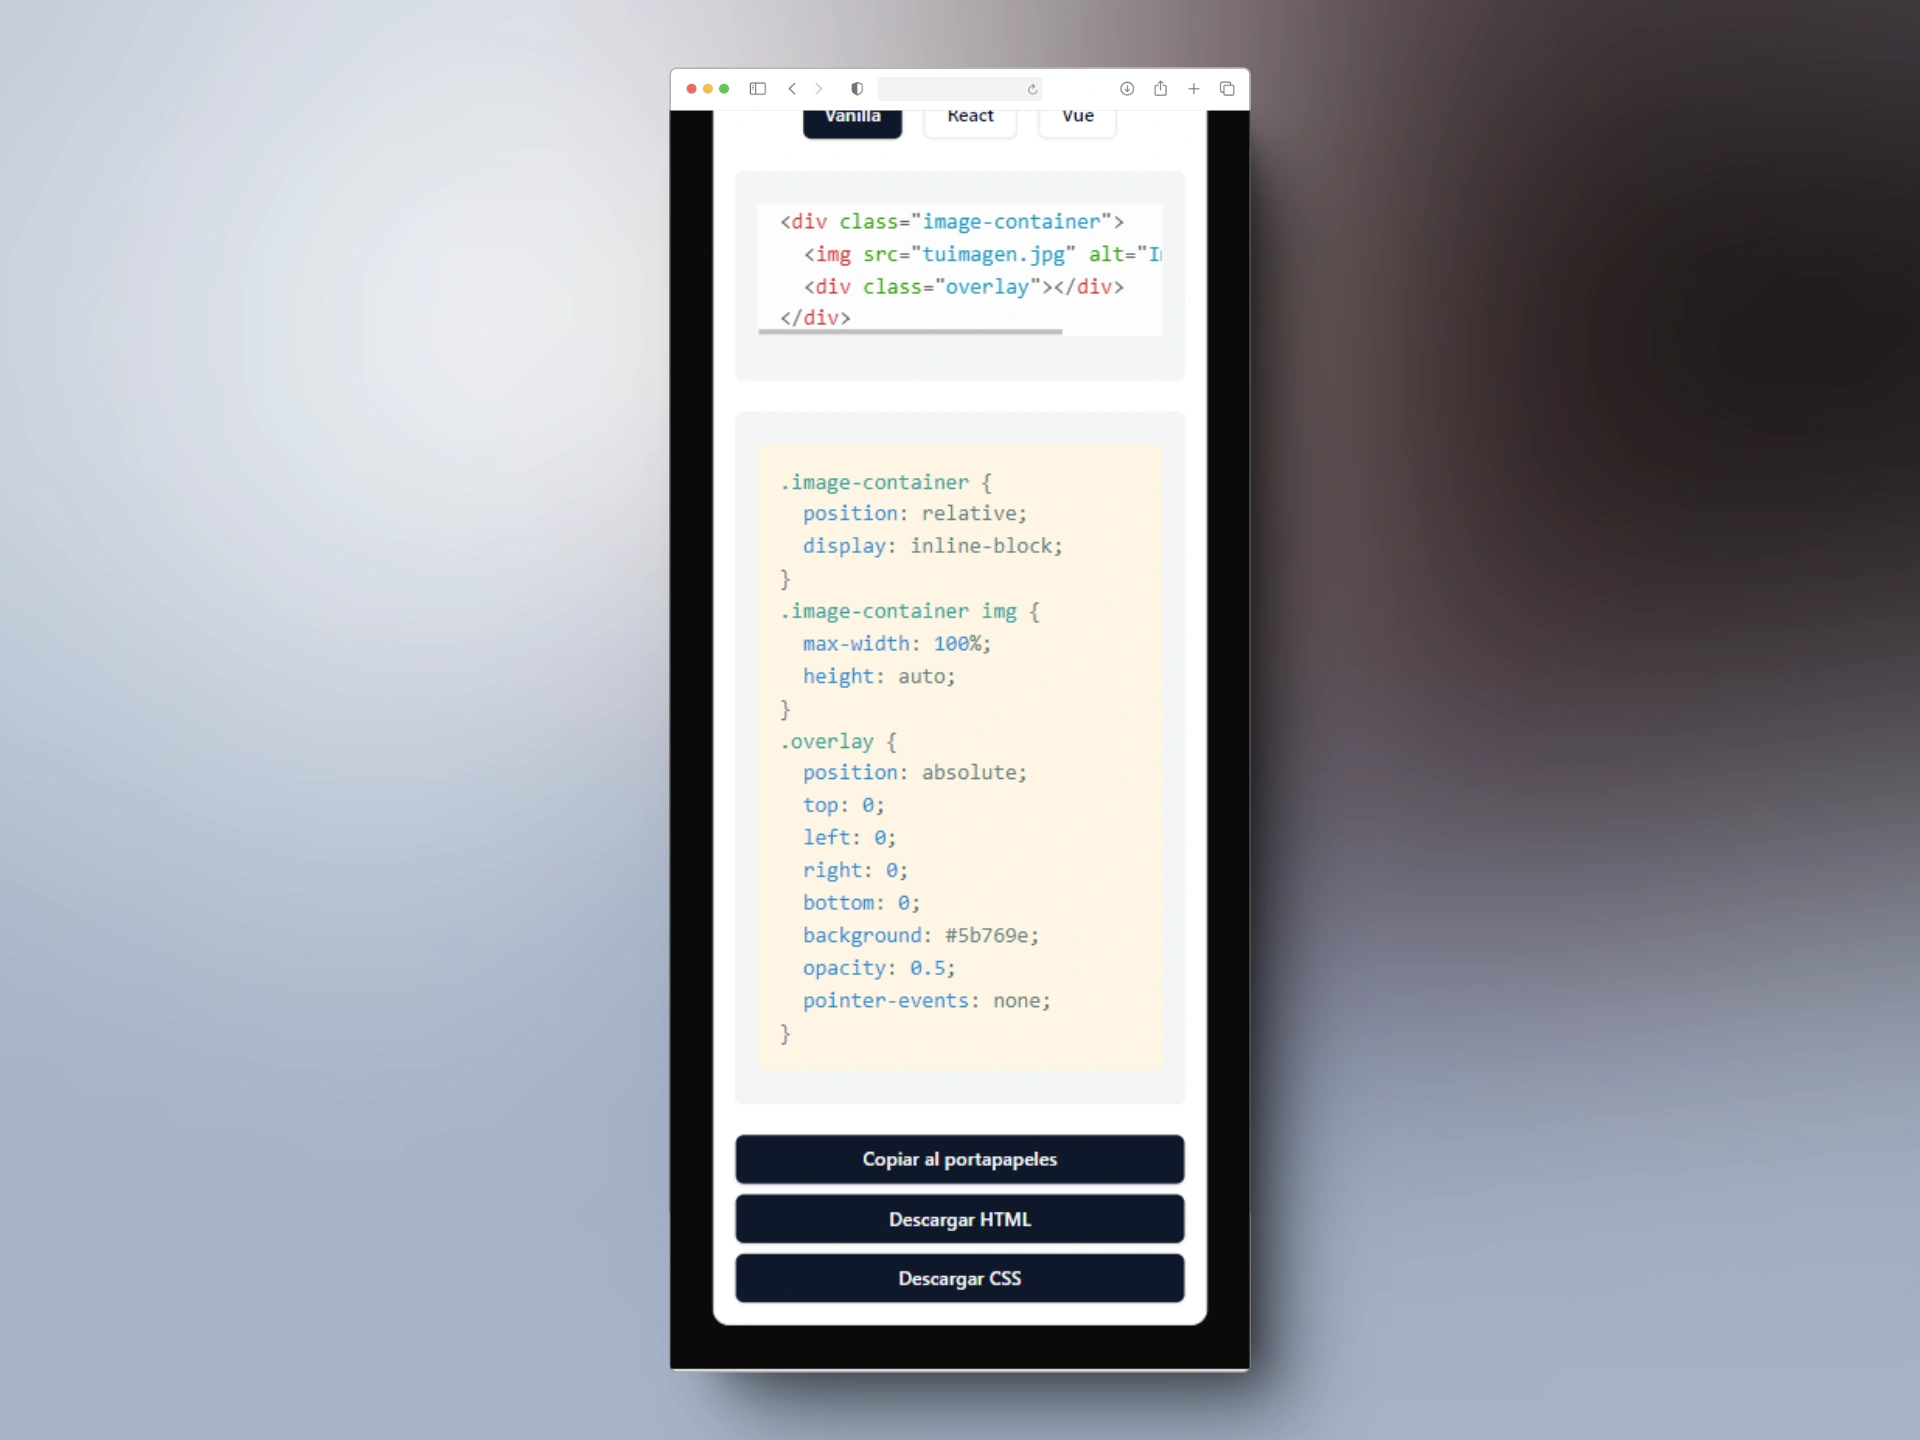 Vanilla React Vue
<div class="image-container">
<img src="tuimagen.jpg" alt="
<div class="overlay"></div>
</div>
.image-container {
position: relative;
display: inline-block;
}
.image-container img {
max-width: 100%;
height: auto;
}
.overlay {
position: absolute;
top: 0;
left: 0;
right: 0;
bottom: 0;
background: #5b769e;
opacity: 0.5;
pointer-events: none;
}
Copiar al portapapeles
Descargar HTML
Descargar CSS